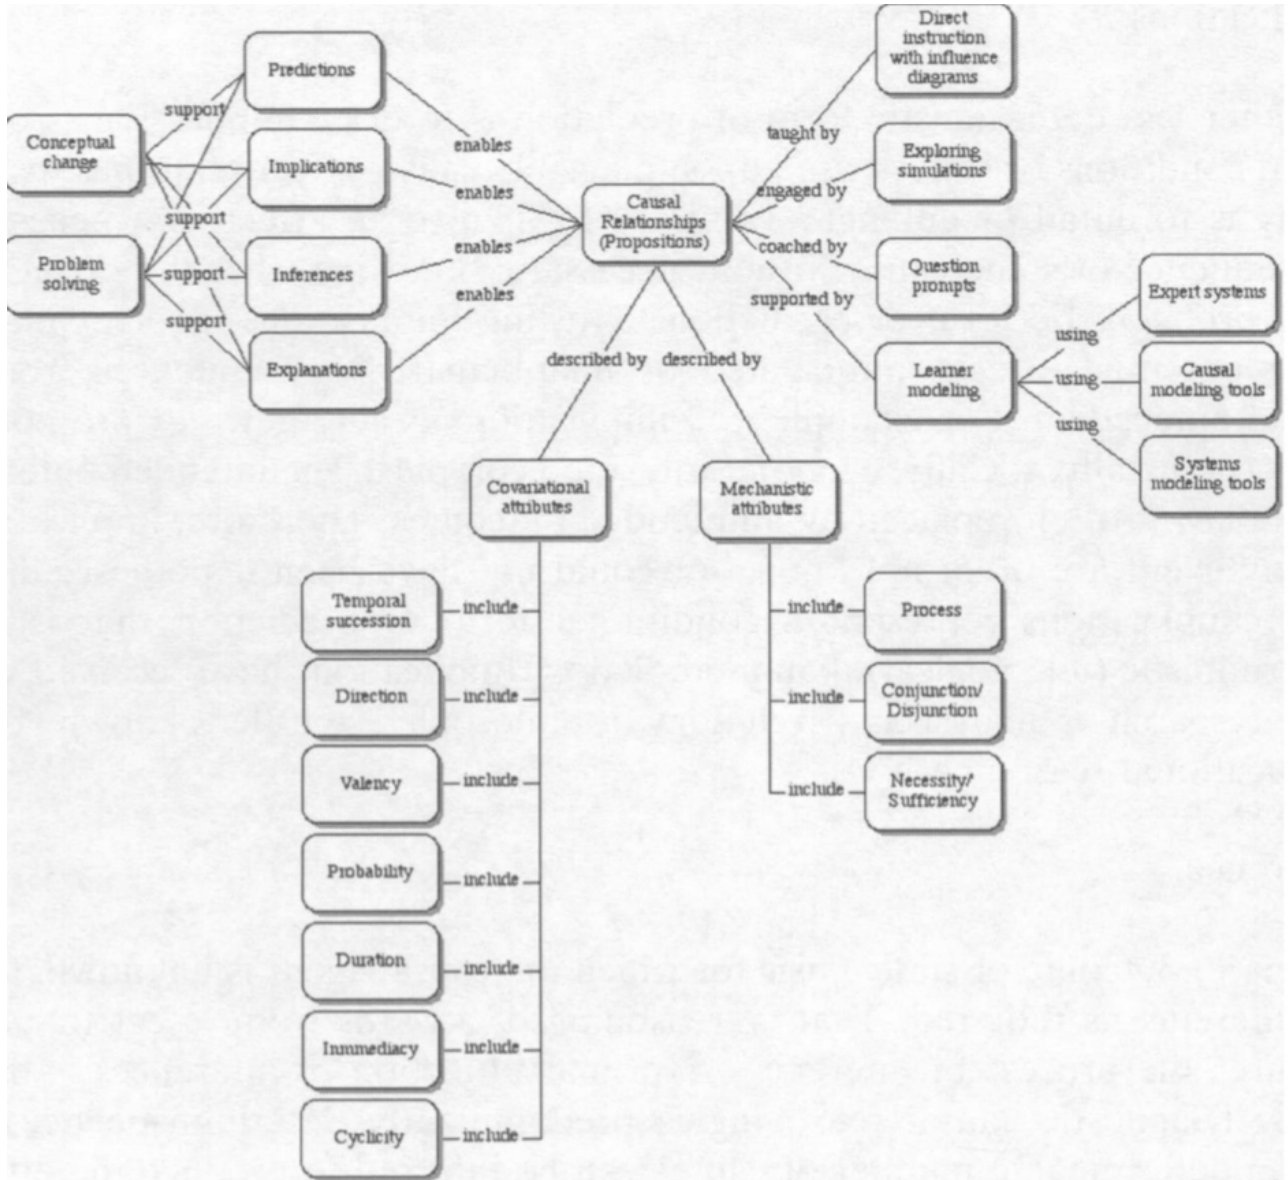 Direct
instruction
with influence
diagrams
Predictions
support
Conceptual
change
taught by
enables
Implications
Exploring
simulations
engaged by
enables
Causal
Relationships
(Propositions)
support
coached by
enables
Problem
solving
support
Inferences
Question
prompts
supported by
enables
Expert systems
support
using
described by
described by
Explanations
Learner
modeling
using
Causal
modeling tools
using
Systems
modeling tools
Covariational
attributes
Mechanistic
attributes
Temporal
succession
include
include
Process
Direction
include
include
Conjunction/
Disjunction
Valency
include
include
Necessity/
Sufficiency
Probability
include
Duration
include
Inmmediacy
include
Cyclicity
include